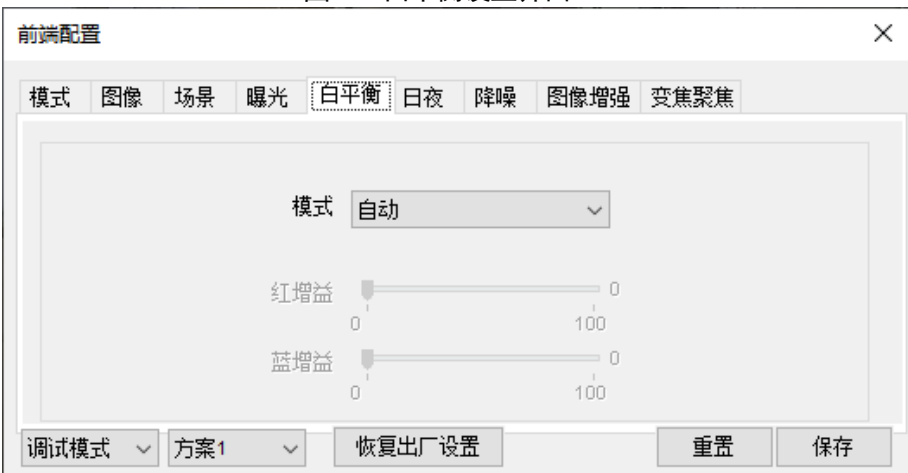 前端配置
模式 图像 场景 曝光 白平衡 日夜 降噪 图像增强 变焦聚焦
模式 自动
红增益 0
0 100
蓝增益 0
0 100
调试模式 方案1 恢复出厂设置 重置 保存